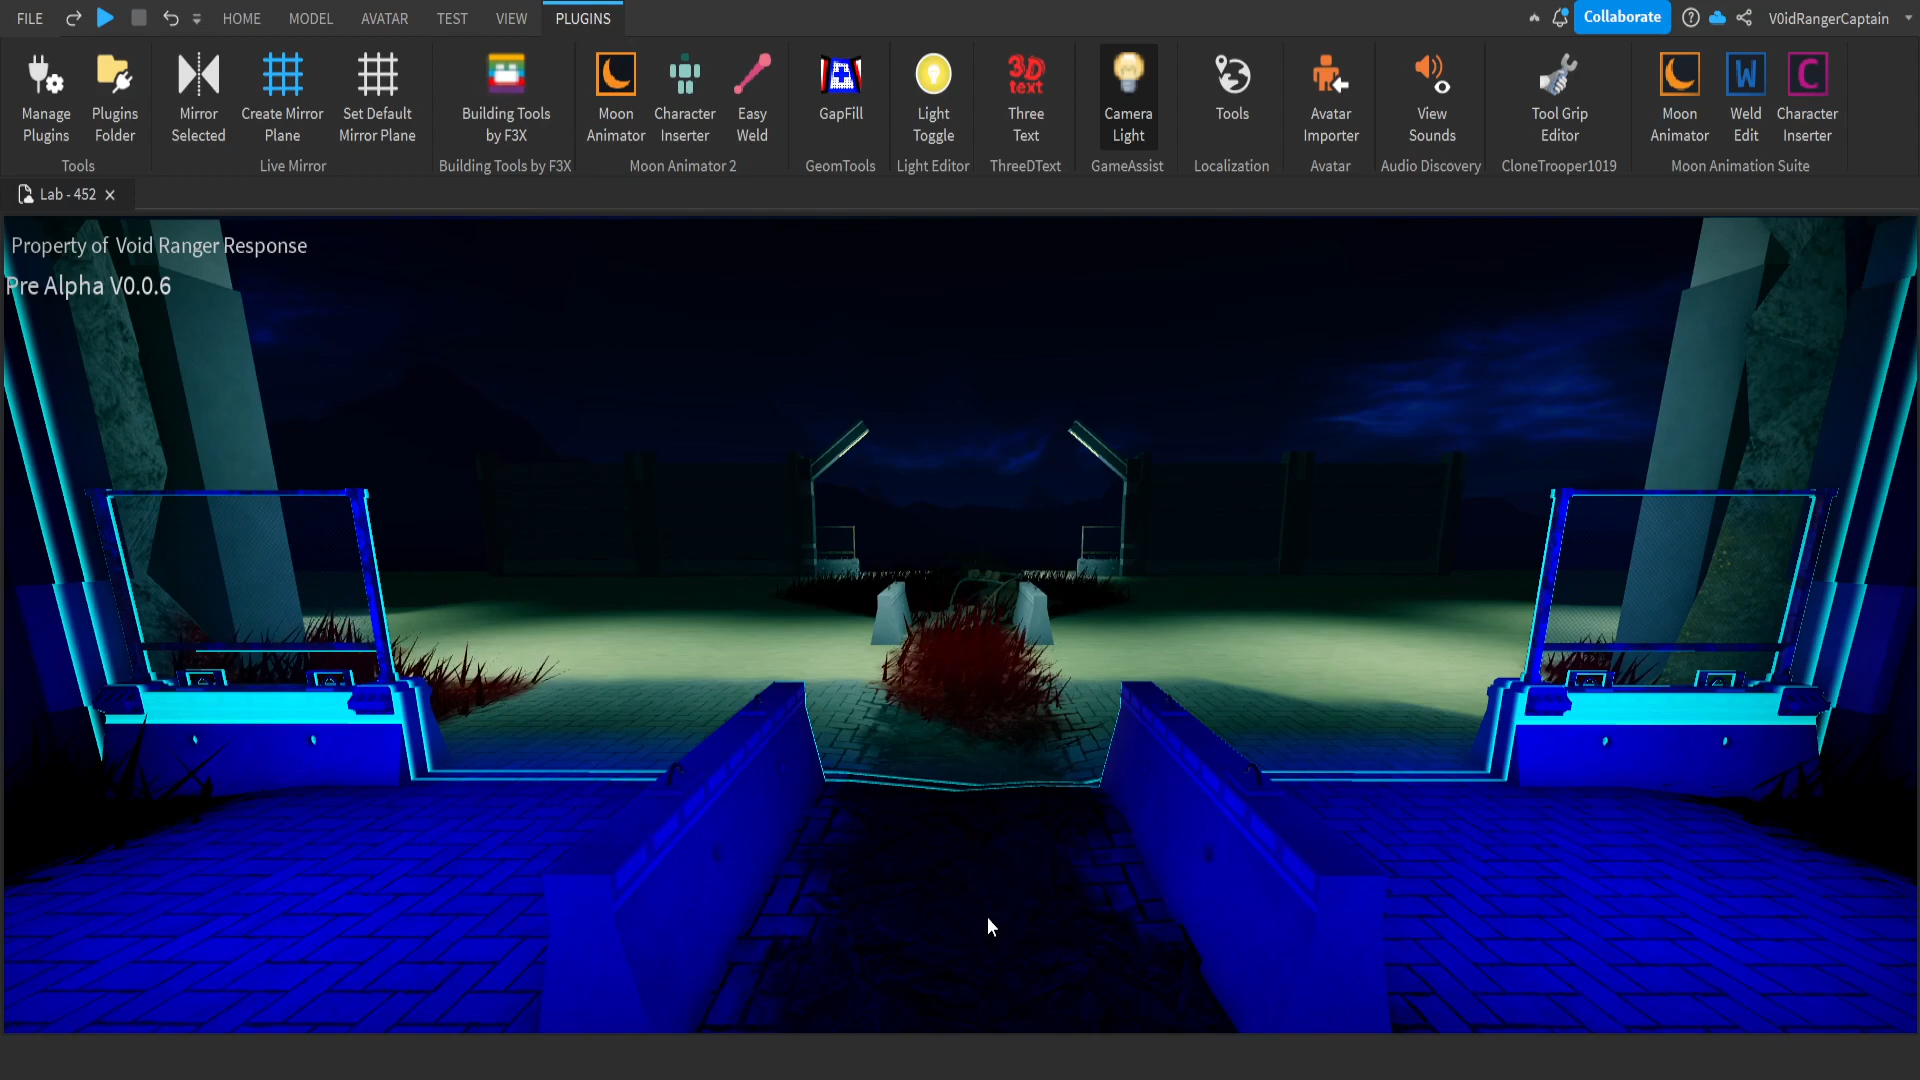 FILE HOME MODEL AVATAR TEST VIEW PLUGINS Collaborate V0idRangerCaptain
Manage Plugins
Plugins Folder
Tools
Mirror Selected
Create Mirror Plane
Set Default Mirror Plane
Live Mirror
Building Tools by F3X
Building Tools by F3X
Moon Animator
Character Inserter
Easy Weld
Moon Animator 2
GapFill
GeomTools
Light Toggle
Light Editor
3D text
Three Text
ThreeDText
Camera Light
GameAssist
Tools
Localization
Avatar Importer
Avatar
View Sounds
Audio Discovery
Tool Grip Editor
CloneTrooper1019
Moon Animator
W
Weld Edit
C
Character Inserter
Moon Animation Suite
Lab - 452
Property of Void Ranger Response
Pre Alpha V0.0.6